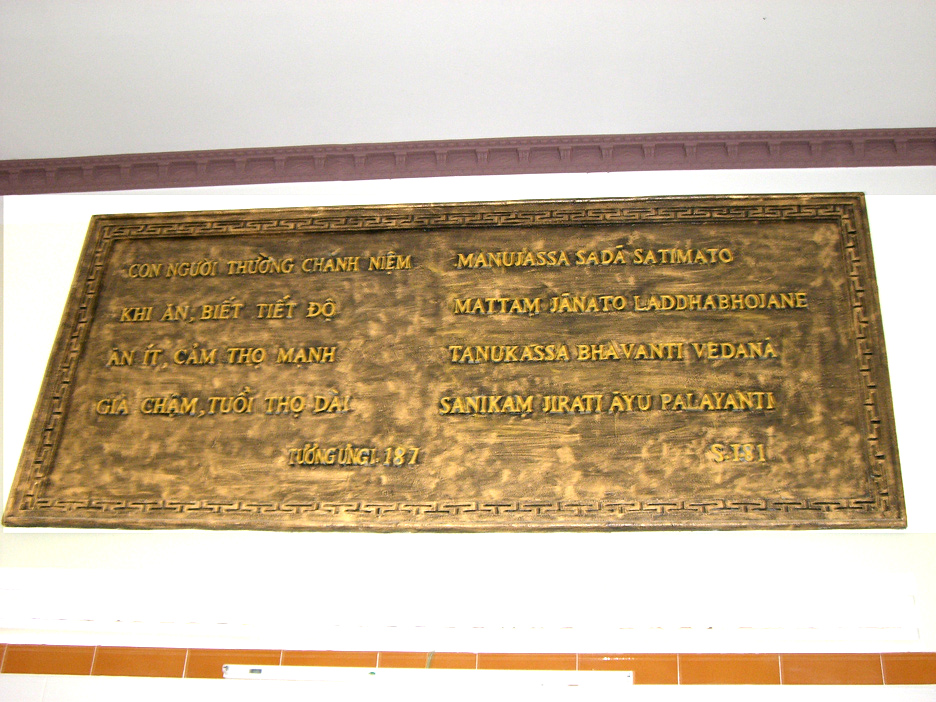 CON NGƯỜI THƯỜNG CHÁNH NIỆM
KHI ĂN, BIẾT TIẾT ĐỘ
ĂN ÍT, CẢM THỌ MẠNH
GIÀ CHẬM, TUỔI THỌ DÀI
TƯƠNG ƯNG I. 187
MANUJASSA SADĀ SATIMATO
MATTAṂ JĀNATO LADDHABHOJANE
TANUKASSA BHAVANTI VEDANĀ
SANIKAṂ JIRATI ĀYU PALAYANTI
S.I 81